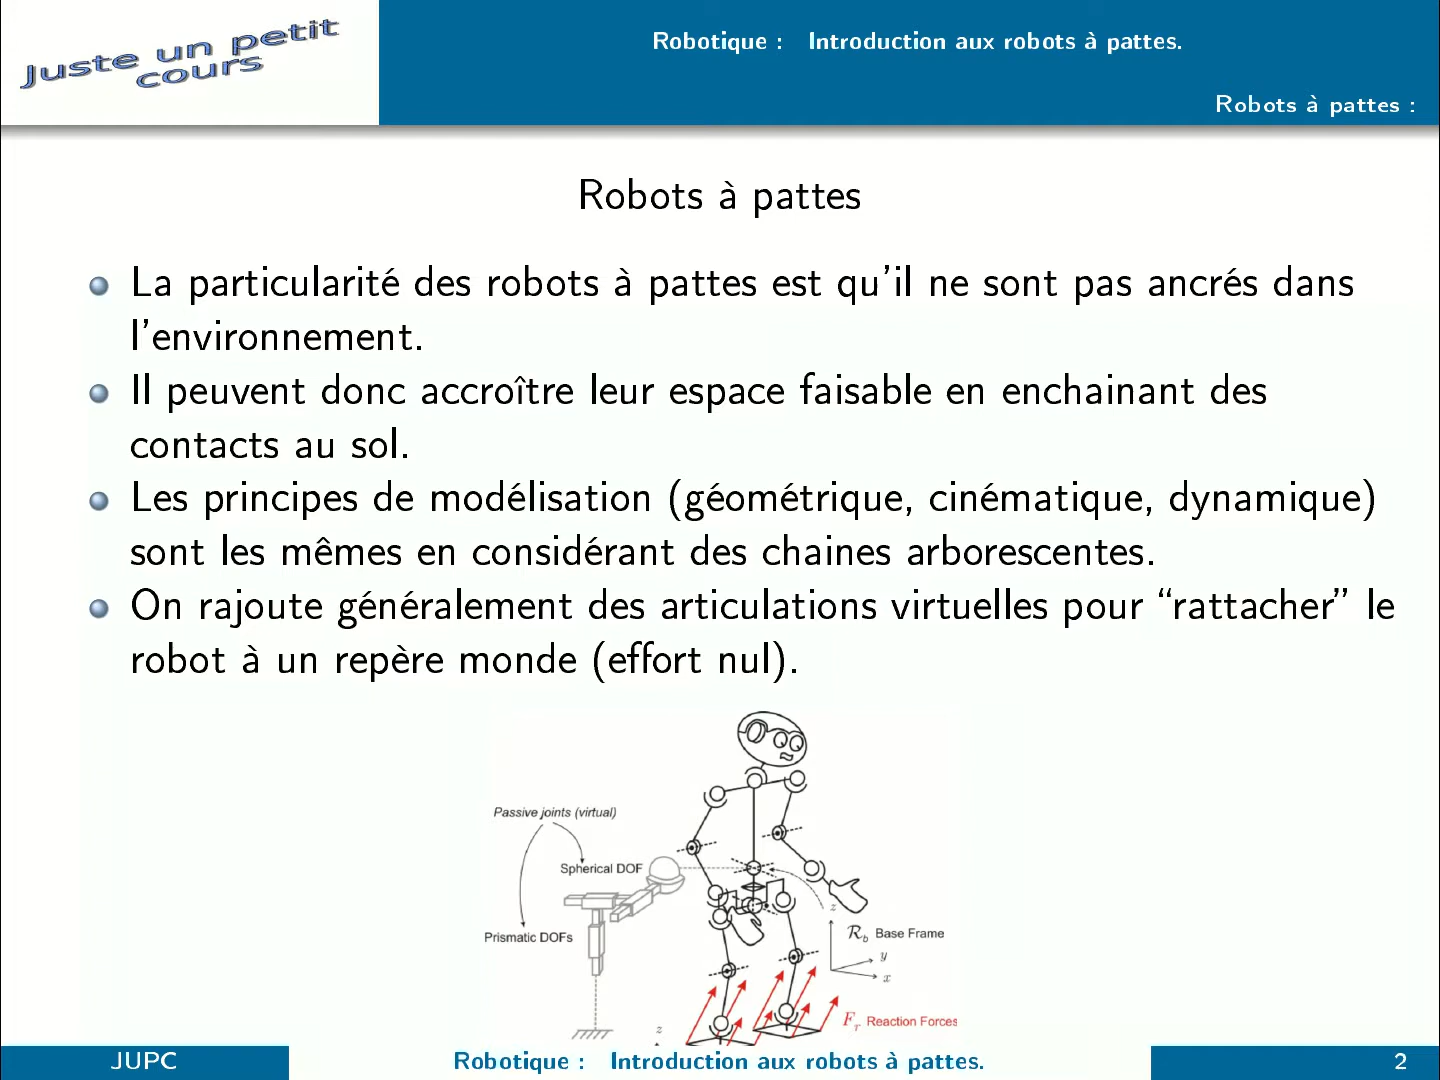 Juste un petit
cours
Robotique : Introduction aux robots à pattes.
Robots à pattes :
Robots à pattes
La particularité des robots à pattes est qu'il ne sont pas ancrés dans
l'environnement.
Il peuvent donc accroître leur espace faisable en enchainant des
contacts au sol.
Les principes de modélisation (géométrique, cinématique, dynamique)
sont les mêmes en considérant des chaines arborescentes.
On rajoute généralement des articulations virtuelles pour “rattacher” le
robot à un repère monde (effort nul).
Passive joints (virtual)
Spherical DOF
Prismatic DOFs
z
R_b Base Frame
y
x
F_r Reaction Forces
z
JUPC
Robotique : Introduction aux robots à pattes.
2